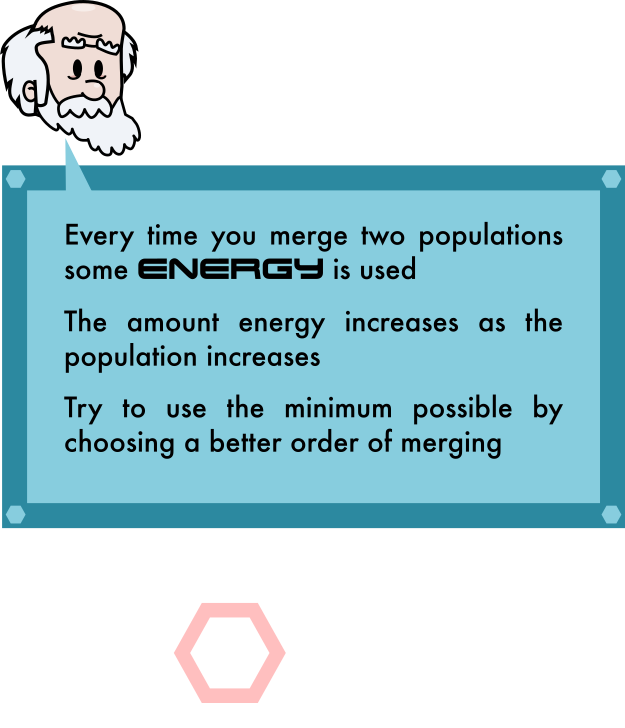 Every time you merge two populations
some ENERGY is used
The amount energy increases as the
population increases
Try to use the minimum possible by
choosing a better order of merging